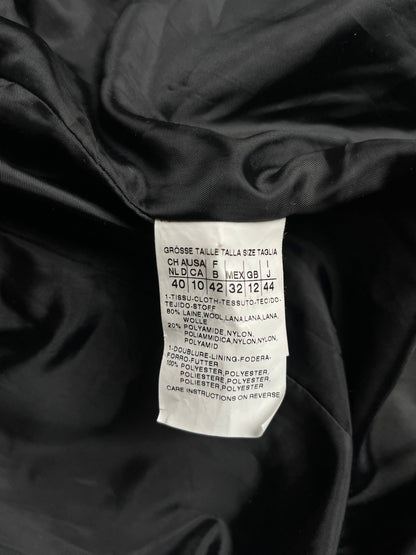 GRÖSSE TAILLE TALLA SIZE TAGLIA
CH A USA F I
NL D CA B MEX GB J
40 10 42 32 12 44
1-TISSU-CLOTH-TESSUTO-TECIDO-
TEJIDO-STOFF
80% LAINE,WOOL,LANA,LANA,LANA,
WOLLE
20% POLYAMIDE,NYLON,
POLIAMMIDICA,NYLON,NYLON,
POLYAMID
1-DOUBLURE-LINING-FODERA-
FORRO-FUTTER
100% POLYESTER,POLYESTER,
POLIESTERE,POLYESTER,
POLIESTER,POLYESTER
CARE INSTRUCTIONS ON REVERSE